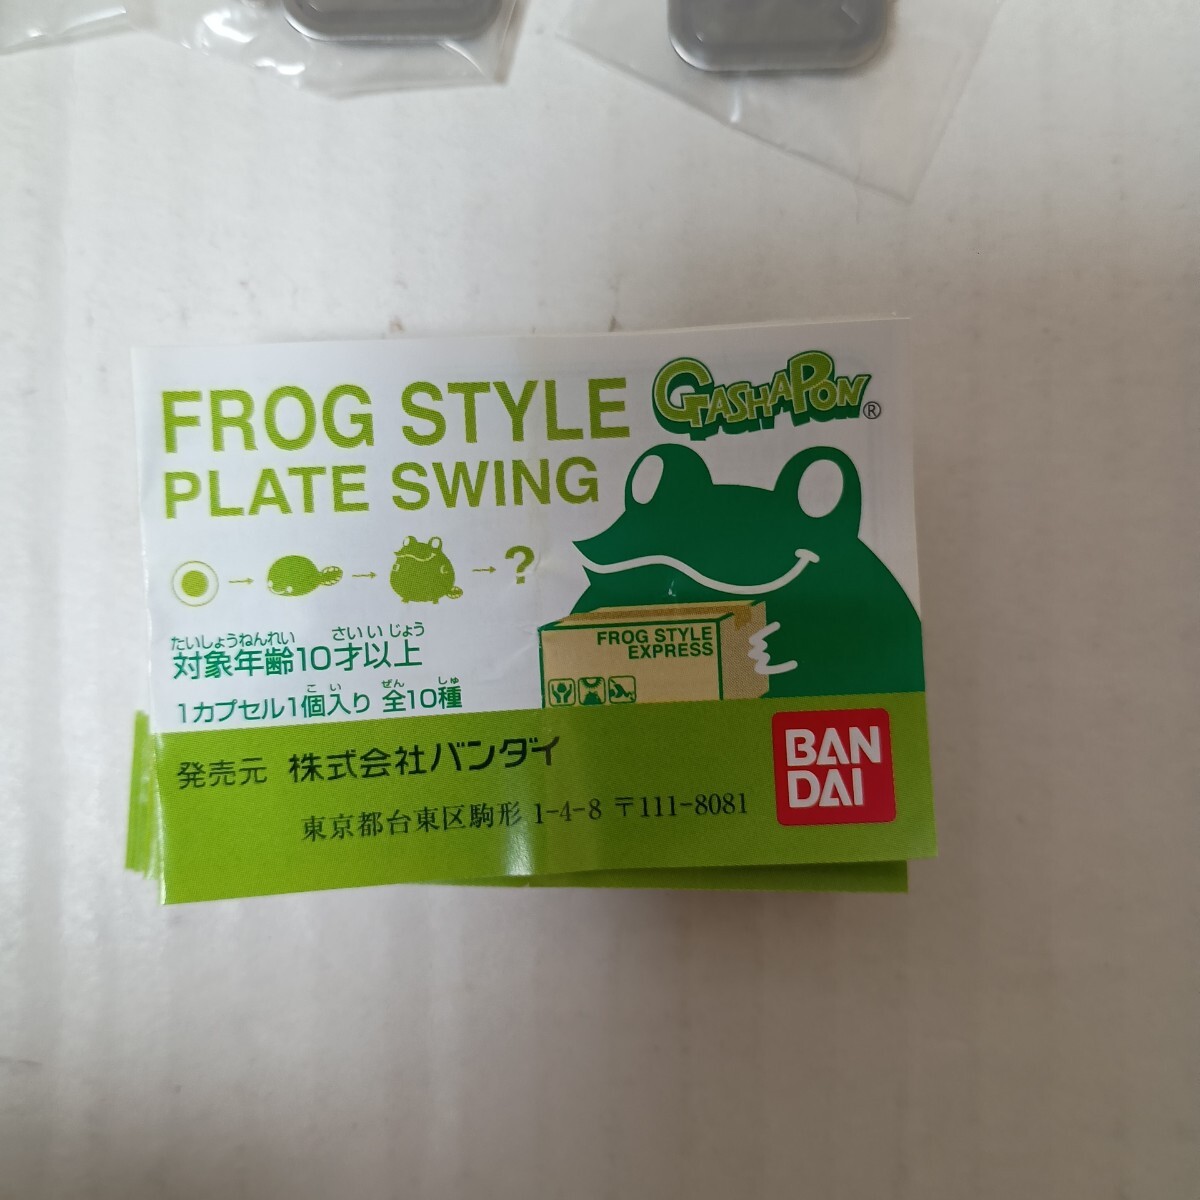 FROG STYLE
GASHAPON®
PLATE SWING
→ → → ?
たいしょうねんれい さい いじょう
対象年齢10才以上
こ い ぜん しゅ
1カプセル1個入り 全10種
FROG STYLE
EXPRESS
発売元 株式会社バンダイ
東京都台東区駒形 1-4-8 〒111-8081
BAN
DAI